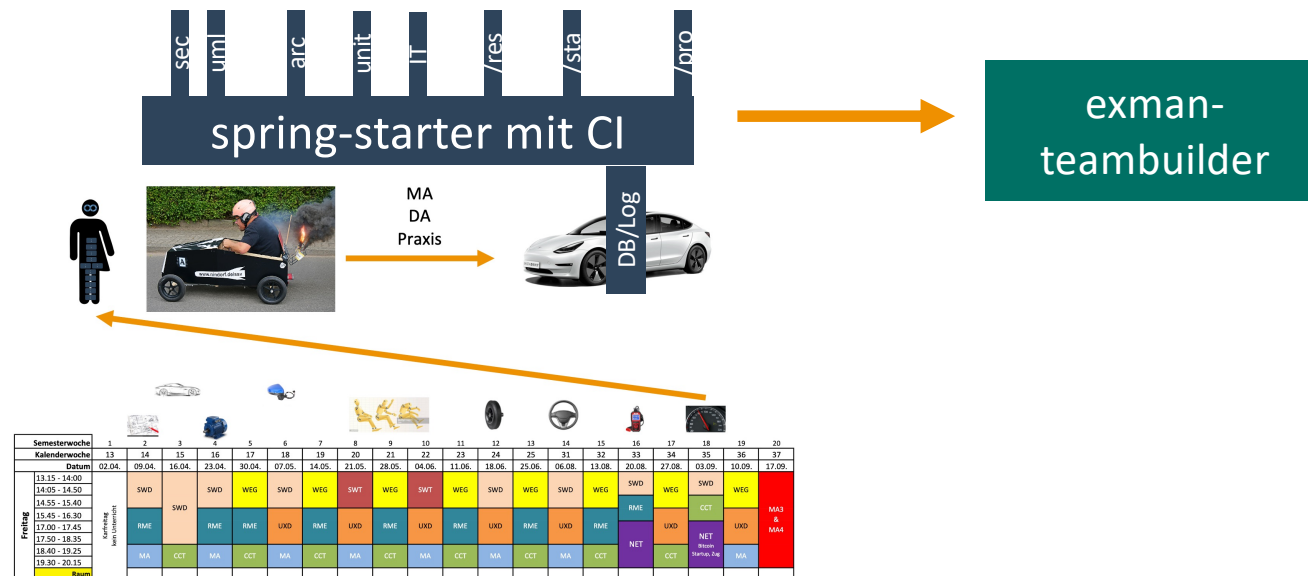 sec
uml
arc
unit
IT
/res
/sta
/pro
spring-starter mit CI
exman-
teambuilder
MA
DA
Praxis
DB/Log
Semesterwoche 1 2 3 4 5 6 7 8 9 10 11 12 13 14 15 16 17 18 19 20
Kalenderwoche 13 14 15 16 17 18 19 20 21 22 23 24 25 31 32 33 34 35 36 37
Datum 02.04. 09.04. 16.04. 23.04. 30.04. 07.05. 14.05. 21.05. 28.05. 04.06. 11.06. 18.06. 25.06. 06.08. 13.08. 20.08. 27.08. 03.09. 10.09. 17.09.
Freitag
13.15 - 14:00
14:05 - 14.50
14.55 - 15.40
15.45 - 16.30
17.00 - 17.45
17.50 - 18.35
18.40 - 19.25
19.30 - 20.15
Raum
Karfreitag
kein Unterricht
SWD SWD SWD WEG SWD WEG SWT WEG SWT WEG SWD WEG SWD WEG SWD WEG SWD WEG
RME CCT
RME RME RME UXD RME UXD RME UXD RME UXD RME UXD RME NET UXD NET UXD
Bitcoin
Startup, Zug
MA CCT MA CCT MA CCT MA CCT MA CCT MA CCT MA CCT CCT MA
MA3
&
MA4